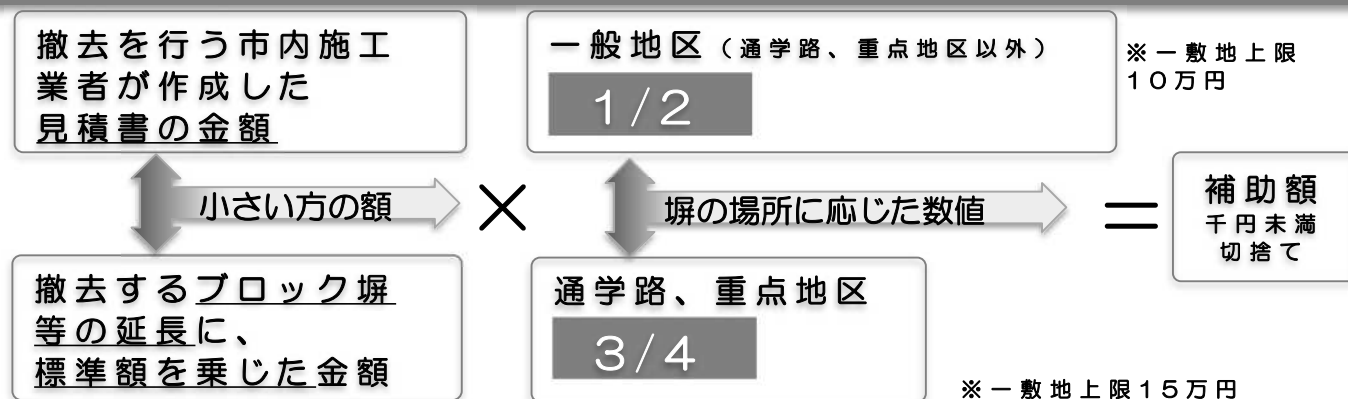 撤去を行う市内施工
業者が作成した
見積書の金額
一般地区（通学路、重点地区以外）
1/2
※一敷地上限
10万円
小さい方の額
×
塀の場所に応じた数値
＝
補助額
千円未満
切捨て
撤去するブロック塀
等の延長に、
標準額を乗じた金額
通学路、重点地区
3/4
※一敷地上限15万円